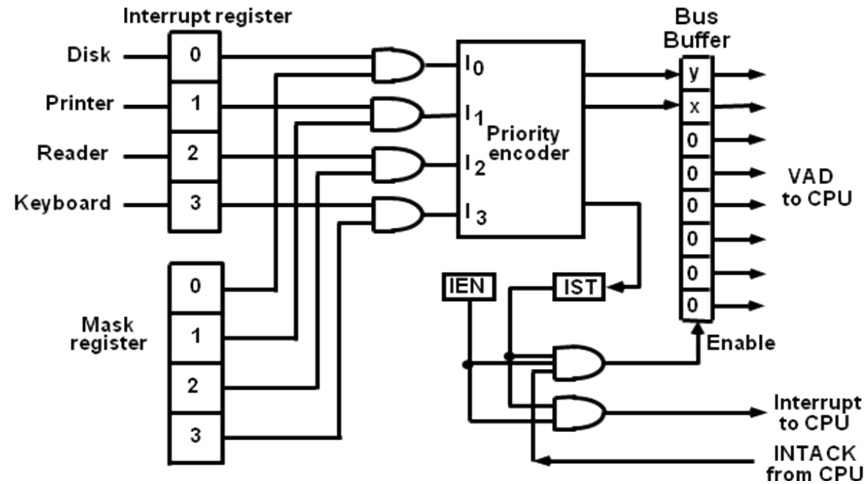 Interrupt register
Disk
0
Printer
1
Reader
2
Keyboard
3
I0
I1
I2
I3
Priority
encoder
Bus
Buffer
y
x
0
0
0
0
0
0
VAD
to CPU
Mask
register
0
1
2
3
IEN
IST
Enable
Interrupt
to CPU
INTACK
from CPU